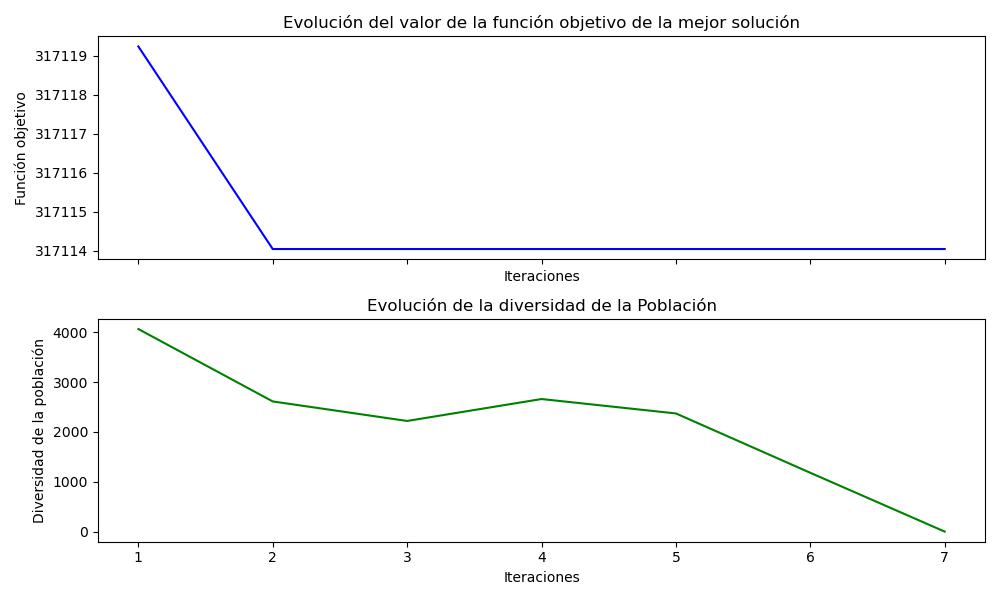 Evolución del valor de la función objetivo de la mejor solución
317119
317118
317117
317116
317115
317114
Función objetivo
Iteraciones
Evolución de la diversidad de la Población
4000
3000
2000
1000
0
Diversidad de la población
1 2 3 4 5 6 7
Iteraciones